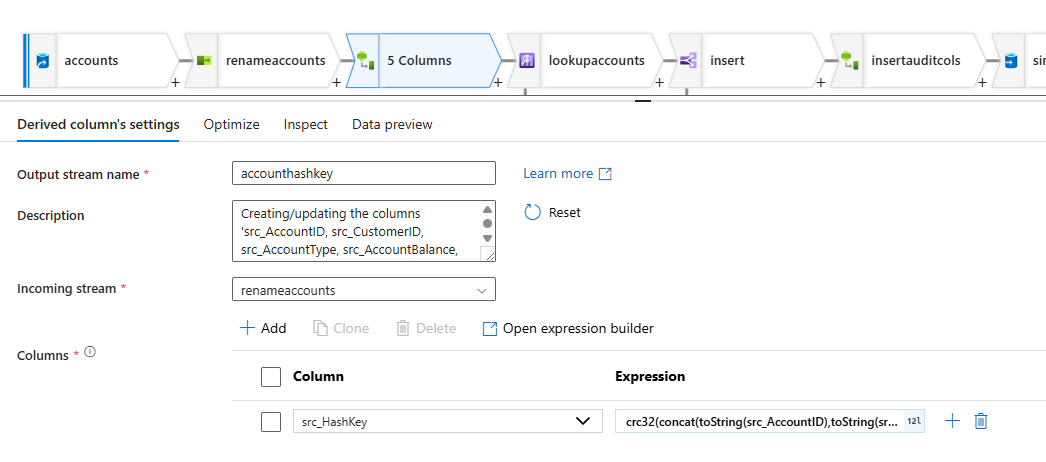 accounts
renameaccounts
5 Columns
lookupaccounts
insert
insertauditcols
+ + + + + +
Derived column's settings
Optimize
Inspect
Data preview
Output stream name *
accounthashkey
Learn more
Description
Creating/updating the columns
'src_AccountID, src_CustomerID,
src_AccountType, src_AccountBalance,
Reset
Incoming stream *
renameaccounts
+ Add
Clone
Delete
Open expression builder
Columns *
Column
Expression
src_HashKey
crc32(concat(toString(src_AccountID),toString(sr...
12l